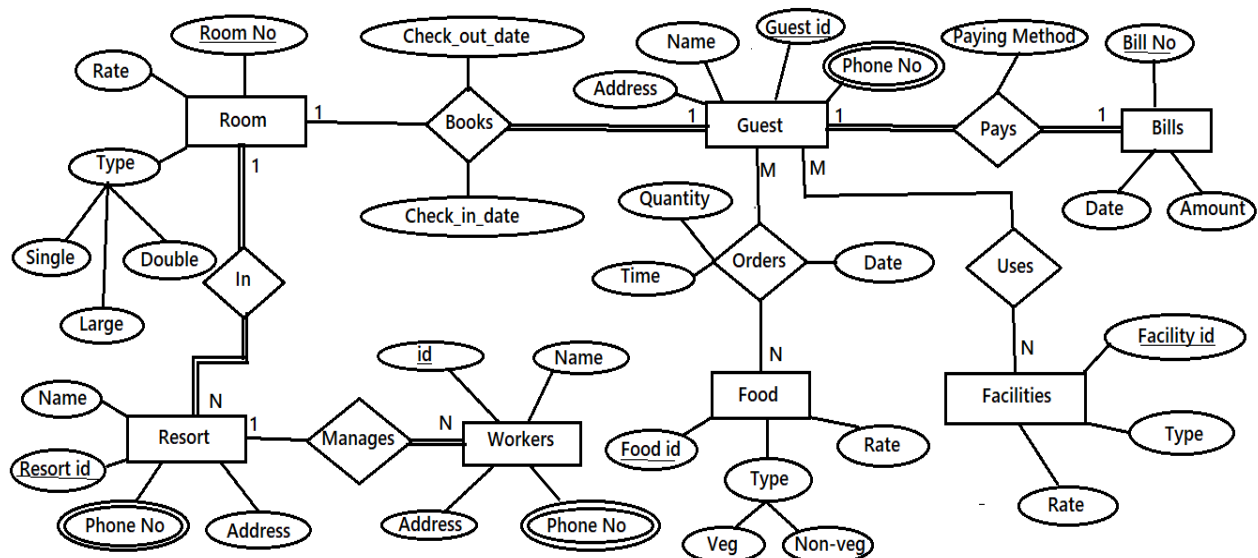 Room No
Check_out_date
Name
Guest id
Paying Method
Bill No
Rate
Phone No
Address
Room
1
Books
1
Guest
1
Pays
1
Bills
Type
1
M
M
Quantity
Check_in_date
Date
Amount
Single
Double
In
Time
Orders
Date
Uses
Large
id
Name
N
N
Facility id
Name
N
Food
Facilities
Resort
1
Manages
N
Workers
Type
Resort id
Food id
Rate
Type
Phone No
Address
Address
Phone No
Rate
Veg
Non-veg